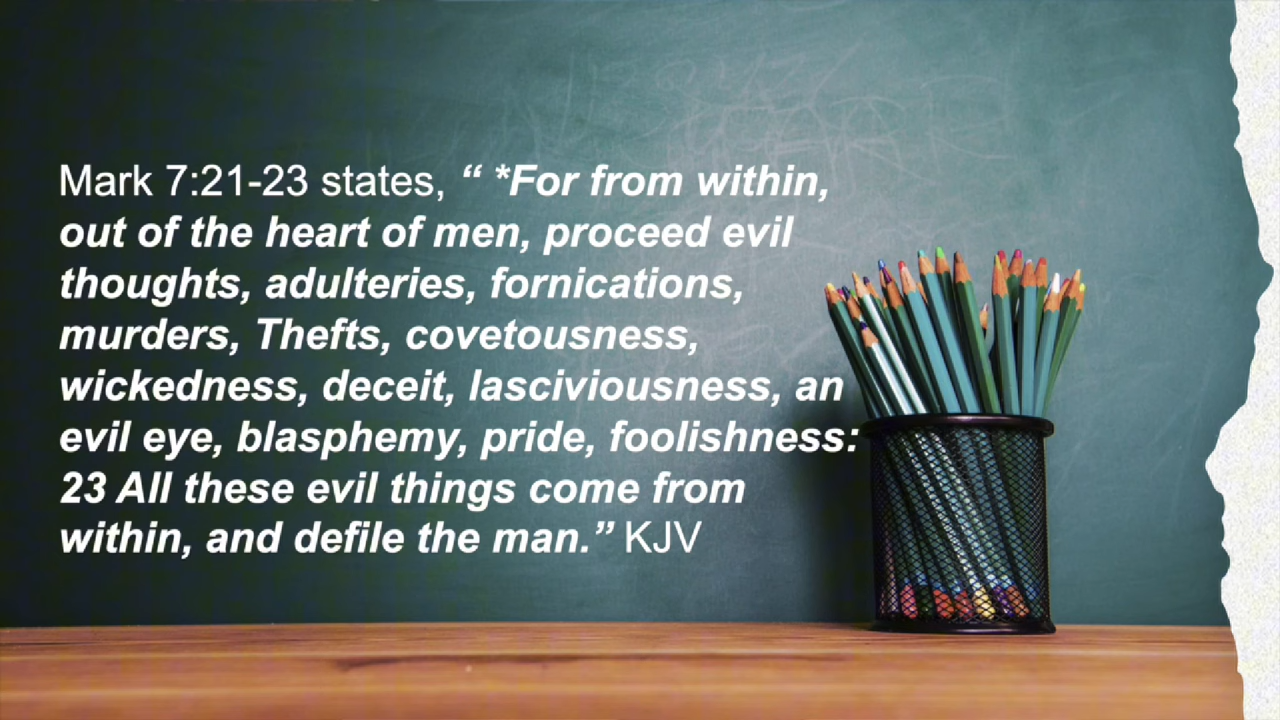 Mark 7:21-23 states, “ *For from within,
out of the heart of men, proceed evil
thoughts, adulteries, fornications,
murders, Thefts, covetousness,
wickedness, deceit, lasciviousness, an
evil eye, blasphemy, pride, foolishness:
23 All these evil things come from
within, and defile the man.” KJV